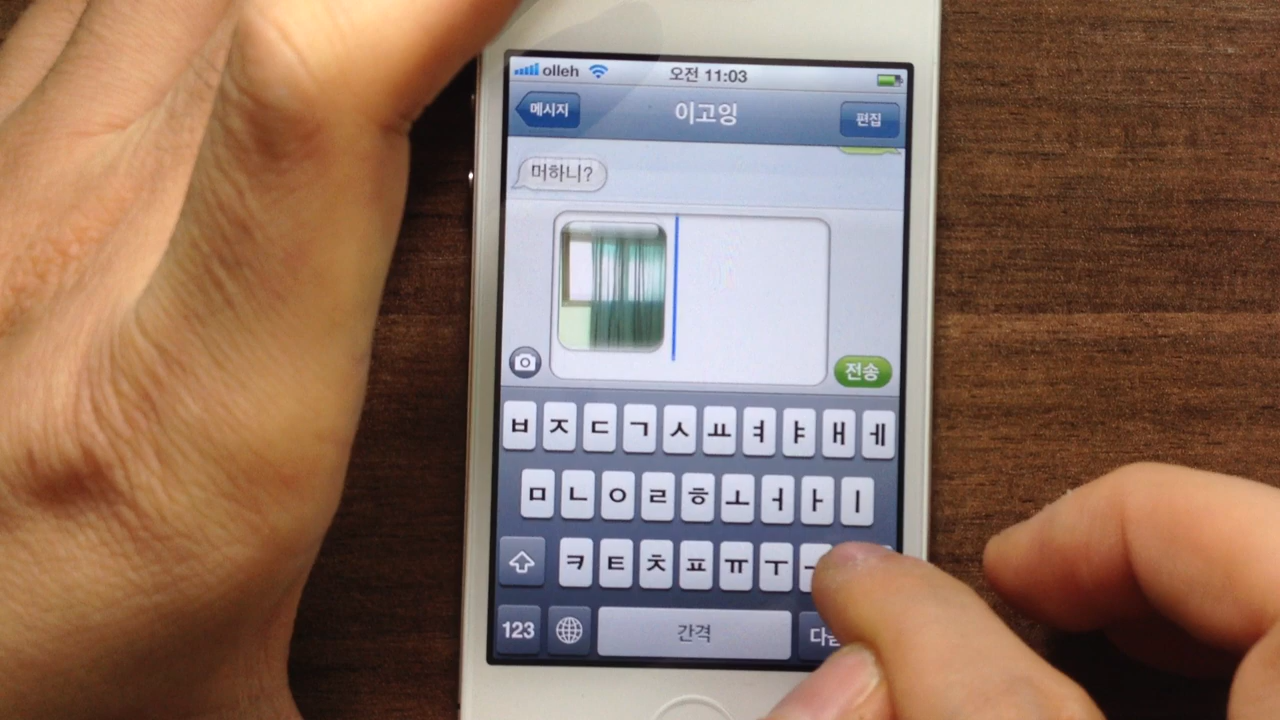 olleh 오전 11:03
메시지 이고잉 편집
머하니?
전송
ㅂ ㅈ ㄷ ㄱ ㅅ ㅛ ㅕ ㅑ ㅐ ㅔ
ㅁ ㄴ ㅇ ㄹ ㅎ ㅗ ㅓ ㅏ ㅣ
ㅋ ㅌ ㅊ ㅍ ㅠ ㅜ ㅡ
123 간격